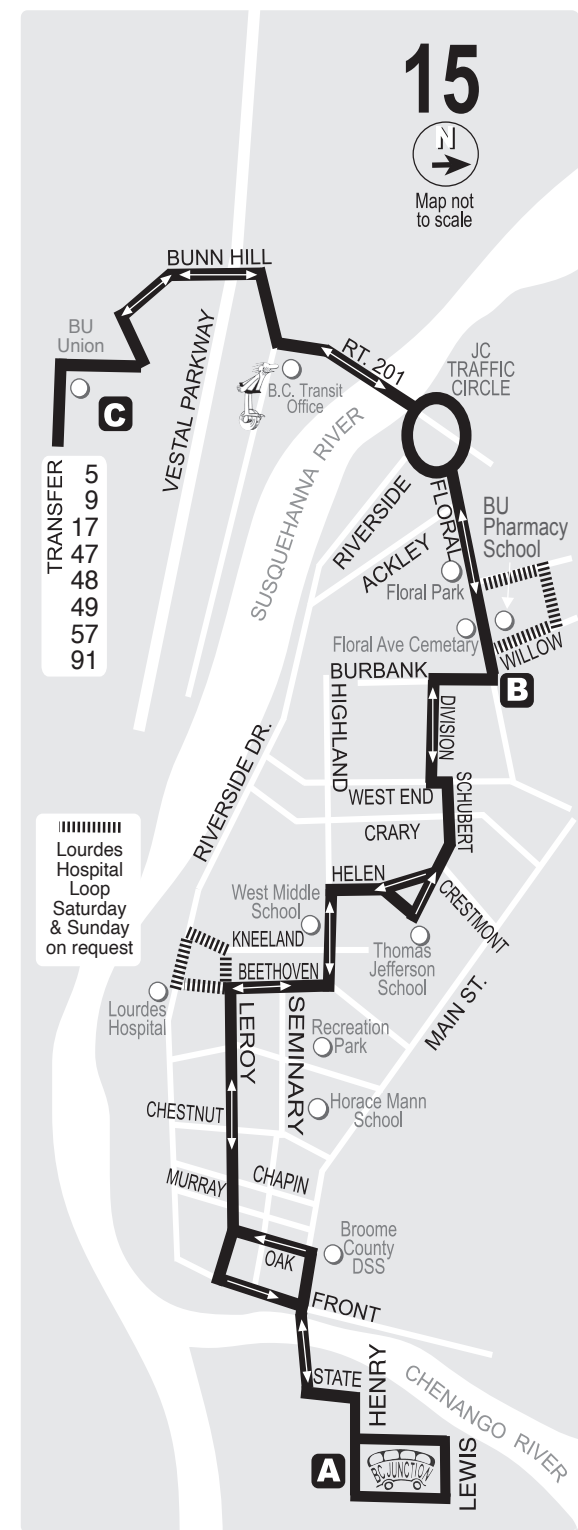 15
N
Map not
to scale
BUNN HILL
BU
Union
C
VESTAL PARKWAY
B.C. Transit
Office
RT. 201
JC
TRAFFIC
CIRCLE
SUSQUEHANNA RIVER
TRANSFER
5
9
17
47
48
49
57
91
RIVERSIDE
ACKLEY
FLORAL
BU
Pharmacy
School
Floral Park
Floral Ave Cemetary
WILLOW
BURBANK
B
HIGHLAND
DIVISION
RIVERSIDE DR.
WEST END
SCHUBERT
CRARY
Lourdes
Hospital
Loop
Saturday
& Sunday
on request
HELEN
CRESTMONT
West Middle
School
KNEELAND
Thomas
Jefferson
School
BEETHOVEN
MAIN ST.
Lourdes
Hospital
LEROY
SEMINARY
Recreation
Park
Horace Mann
School
CHESTNUT
MURRAY
CHAPIN
Broome
County
DSS
OAK
FRONT
STATE
HENRY
CHENANGO RIVER
A
BC JUNCTION
LEWIS